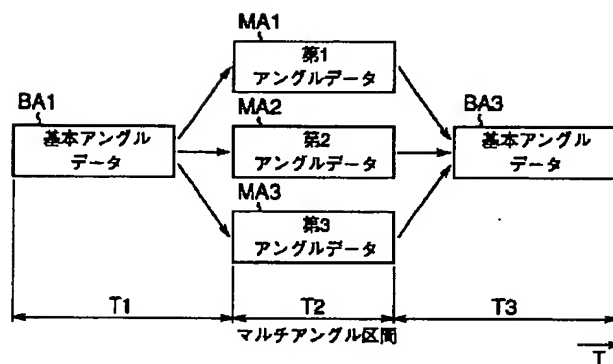 MA1
第1
アングルデータ
BA1
基本アングル
データ
MA2
第2
アングルデータ
BA3
基本アングル
データ
MA3
第3
アングルデータ
T1
T2
T3
マルチアングル区間
T